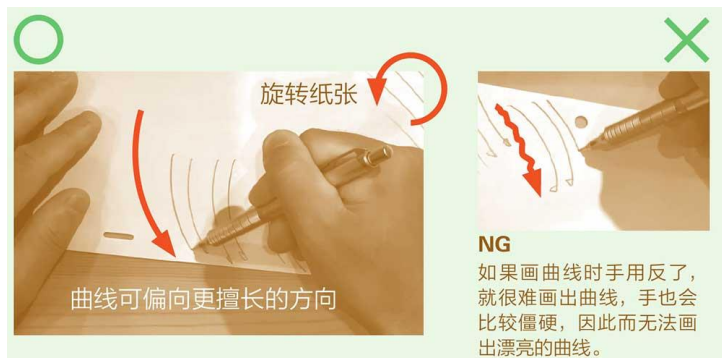 旋转纸张
曲线可偏向更擅长的方向
NG
如果画曲线时手用反了，
就很难画出曲线，手也会
比较僵硬，因此而无法画
出漂亮的曲线。